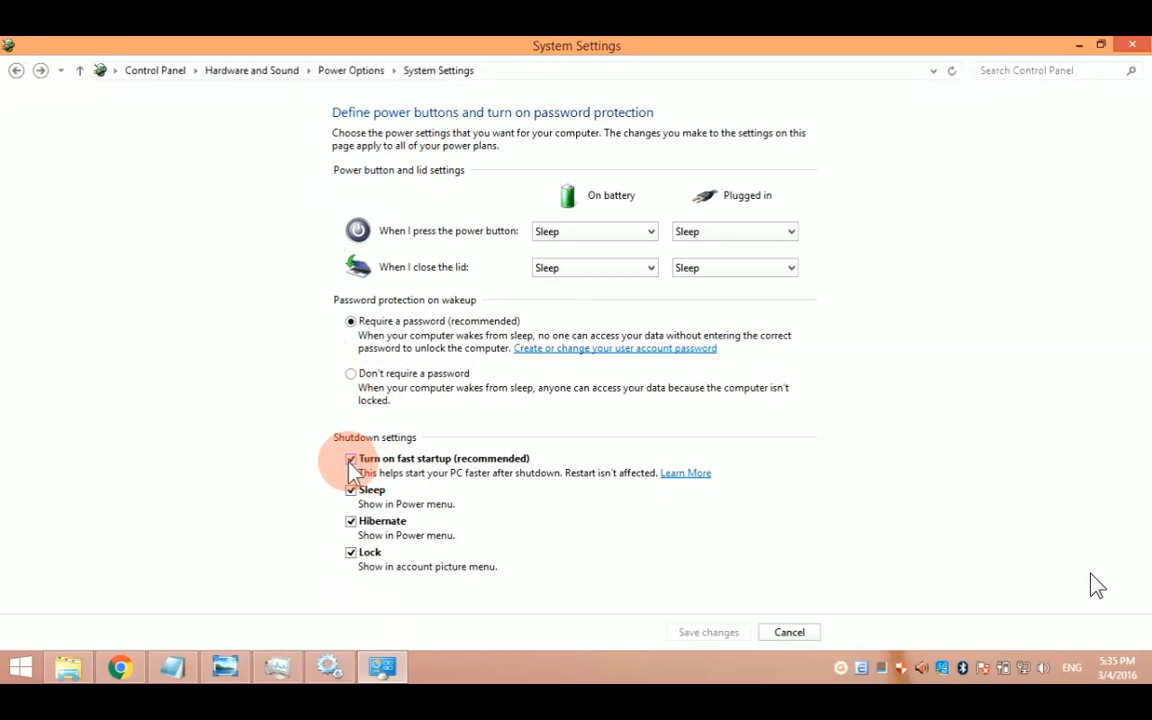 System Settings
Control Panel Hardware and Sound Power Options System Settings Search Control Panel
Define power buttons and turn on password protection
Choose the power settings that you want for your computer. The changes you make to the settings on this
page apply to all of your power plans.
Power button and lid settings
On battery Plugged in
When I press the power button: Sleep Sleep
When I close the lid: Sleep Sleep
Password protection on wakeup
Require a password (recommended)
When your computer wakes from sleep, no one can access your data without entering the correct
password to unlock the computer. Create or change your user account password
Don't require a password
When your computer wakes from sleep, anyone can access your data because the computer isn't
locked.
Shutdown settings
Turn on fast startup (recommended)
This helps start your PC faster after shutdown. Restart isn't affected. Learn More
Sleep
Show in Power menu.
Hibernate
Show in Power menu.
Lock
Show in account picture menu.
Save changes Cancel
ENG 5:35 PM
3/4/2016